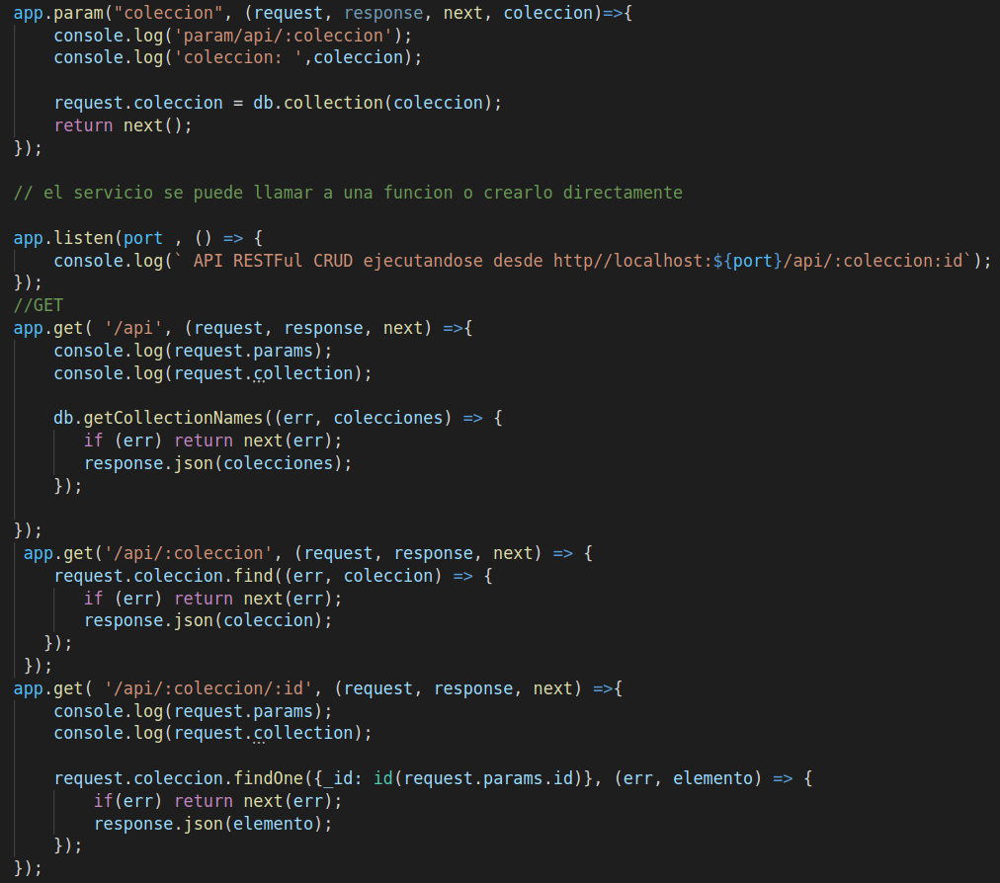 app.param("coleccion", (request, response, next, coleccion)=>{
    console.log('param/api/:coleccion');
    console.log('coleccion: ',coleccion);
    request.coleccion = db.collection(coleccion);
    return next();
});
// el servicio se puede llamar a una funcion o crearlo directamente
app.listen(port , () => {
    console.log(` API RESTFul CRUD ejecutandose desde http//localhost:${port}/api/:coleccion:id`);
});
//GET
app.get( '/api', (request, response, next) =>{
    console.log(request.params);
    console.log(request.collection);
    db.getCollectionNames((err, colecciones) => {
       if (err) return next(err);
       response.json(colecciones);
    });
});
 app.get('/api/:coleccion', (request, response, next) => {
    request.coleccion.find((err, coleccion) => {
       if (err) return next(err);
       response.json(coleccion);
   });
 });
app.get( '/api/:coleccion/:id', (request, response, next) =>{
    console.log(request.params);
    console.log(request.collection);
    request.coleccion.findOne({_id: id(request.params.id)}, (err, elemento) => {
        if(err) return next(err);
        response.json(elemento);
    });
});